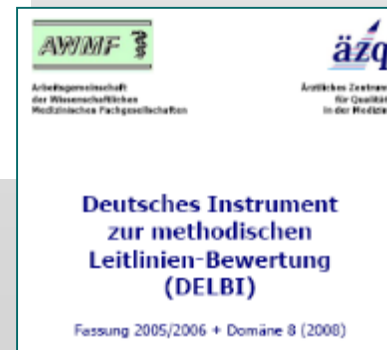 AWMF
äzq
Arbeitsgemeinschaft
der Wissenschaftlichen
Medizinischen Fachgesellschaften
Ärztliches Zentrum
für Qualität
in der Medizin
Deutsches Instrument
zur methodischen
Leitlinien-Bewertung
(DELBI)
Fassung 2005/2006 + Domäne 8 (2008)